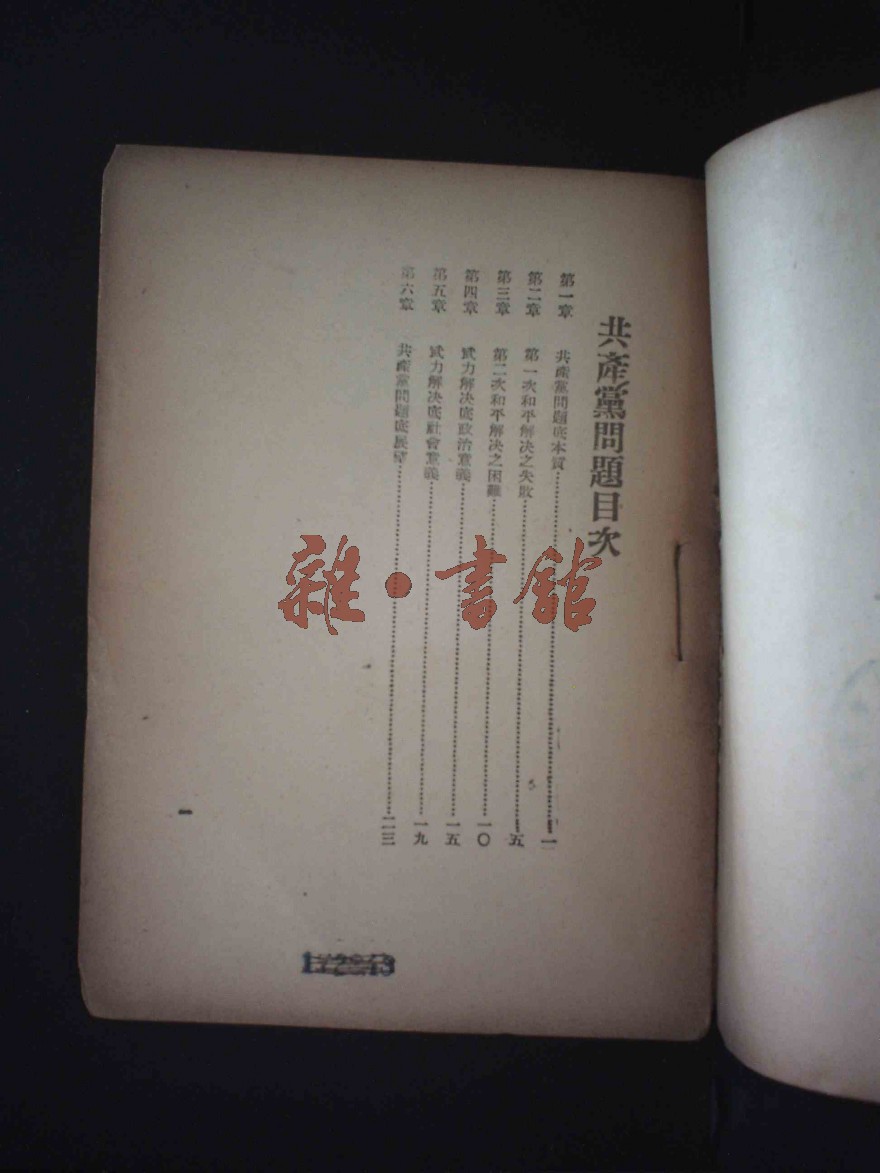 共產黨問題目次
第一章 共產黨問題底本質……一
第二章 第一次和平解決之失敗……五
第三章 第二次和平解決之困難……一〇
第四章 武力解決底政治意義……一五
第五章 武力解決底社會意義……一九
第六章 共產黨問題底展望……二三
一
雜·書館